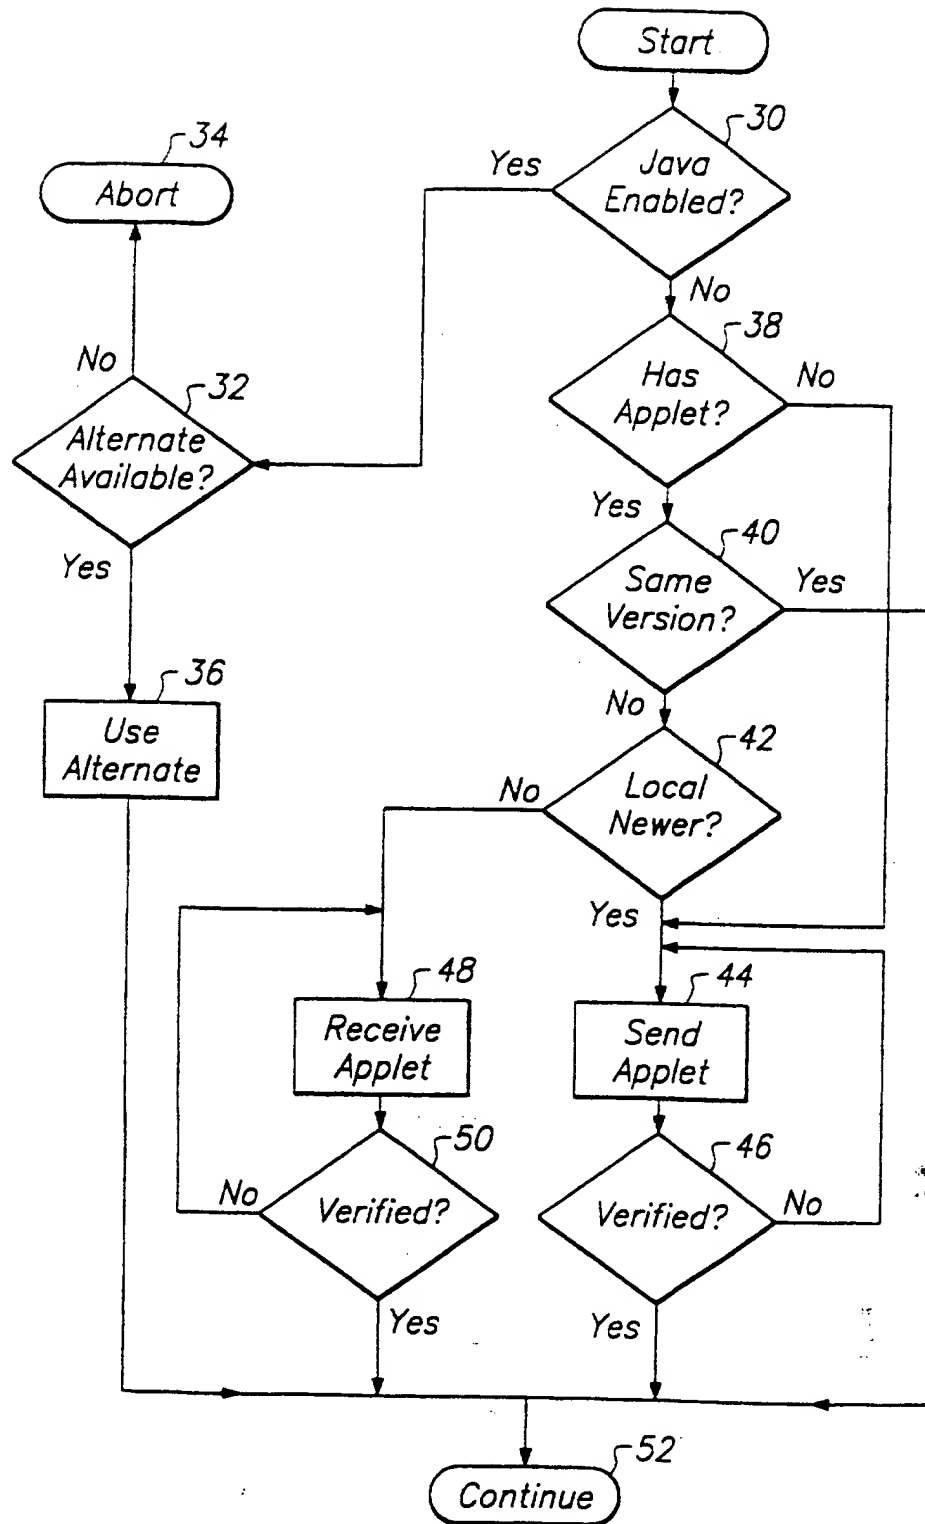 Start
30
Java
Enabled?
Yes
No
34
Abort
38
Has
Applet?
No
Yes
No
32
Alternate
Available?
Yes
40
Same
Version?
Yes
No
36
Use
Alternate
42
Local
Newer?
No
Yes
48
Receive
Applet
44
Send
Applet
50
Verified?
No
Yes
46
Verified?
No
Yes
52
Continue